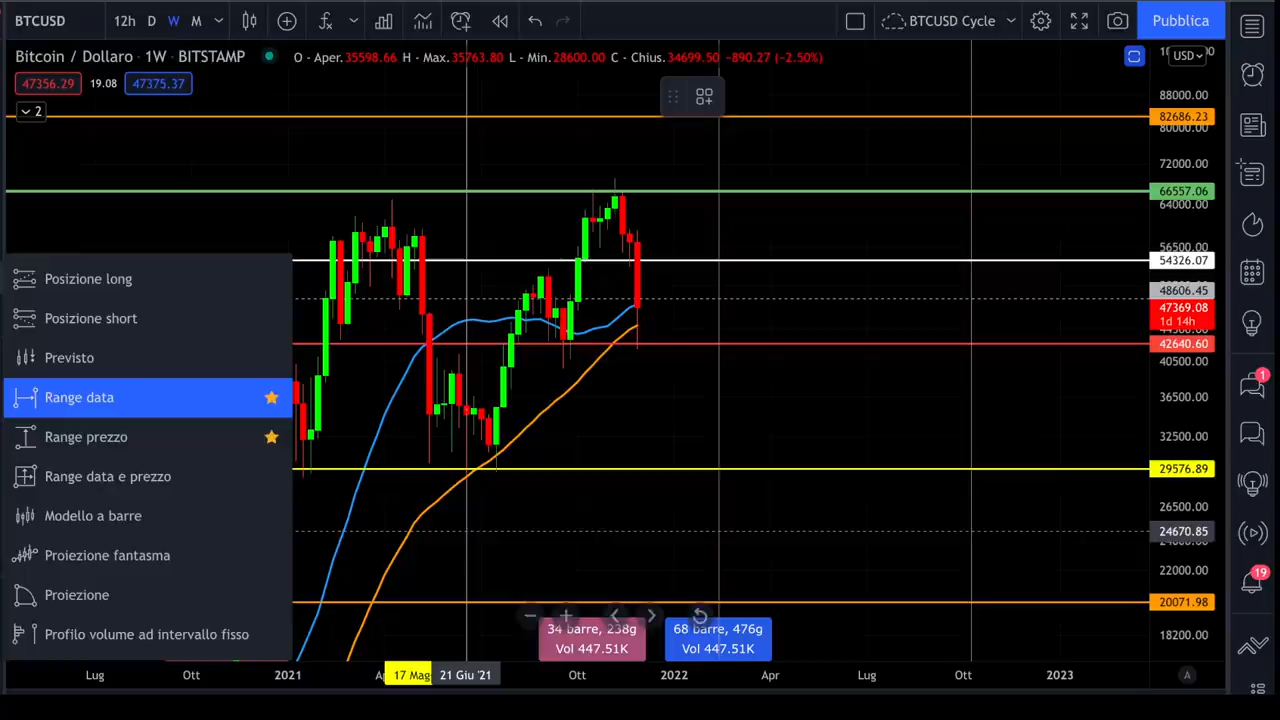 BTCUSD 12h D W M BTCUSD Cycle Pubblica
Bitcoin / Dollaro · 1W · BITSTAMP O - Aper.35598.66 H - Max.35763.80 L - Min.28600.00 C - Chius.34699.50 -890.27 (-2.50%)
USD
47356.29 19.08 47375.37
2
88000.00
82686.23
80000.00
72000.00
66557.06
64000.00
56500.00
54326.07
48606.45
47369.08
1d 14h
42640.60
40500.00
36500.00
32500.00
29576.89
26500.00
24670.85
22000.00
20071.98
18200.00
Posizione long
Posizione short
Previsto
Range data
Range prezzo
Range data e prezzo
Modello a barre
Proiezione fantasma
Proiezione
Profilo volume ad intervallo fisso
34 barre, 238g
Vol 447.51K
68 barre, 476g
Vol 447.51K
Lug Ott 2021 17 Mag 21 Giu '21 Ott 2022 Apr Lug Ott 2023 A
1
19